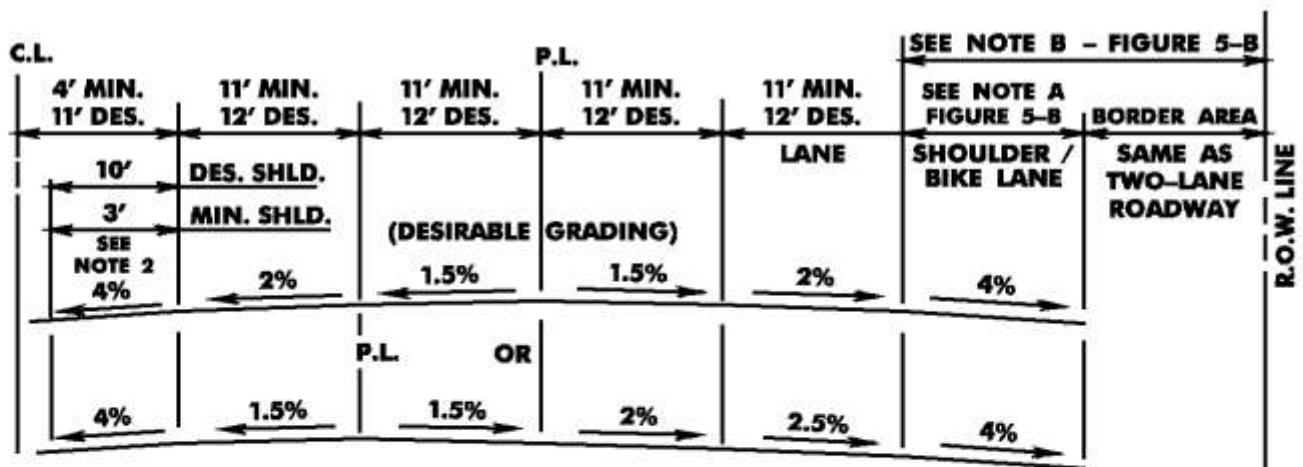 SEE NOTE B – FIGURE 5–B
C.L.
P.L.
4' MIN.
11' DES.
11' MIN.
12' DES.
11' MIN.
12' DES.
11' MIN.
12' DES.
11' MIN.
12' DES.
SEE NOTE A
FIGURE 5–B
BORDER AREA
LANE
SHOULDER /
BIKE LANE
SAME AS
TWO–LANE
ROADWAY
R.O.W. LINE
10'
DES. SHLD.
3'
MIN. SHLD.
SEE
NOTE 2
(DESIRABLE GRADING)
4%
2%
1.5%
1.5%
2%
4%
P.L.
OR
4%
1.5%
1.5%
2%
2.5%
4%